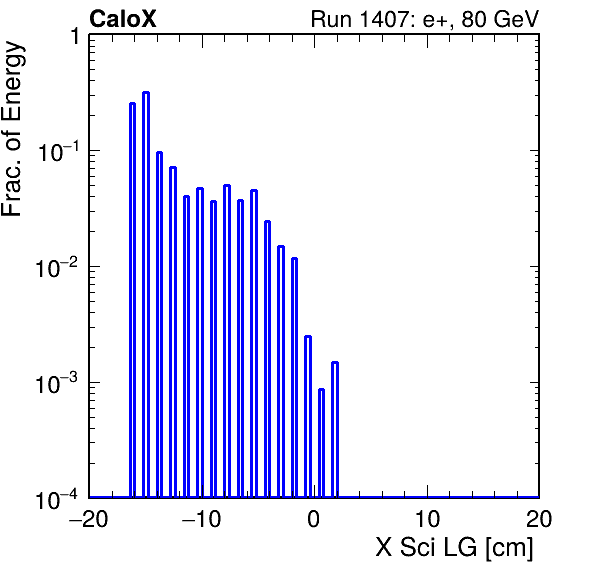 CaloX Run 1407: e+, 80 GeV
Frac. of Energy
1
10⁻¹
10⁻²
10⁻³
10⁻⁴
−20 −10 0 10 20
X Sci LG [cm]